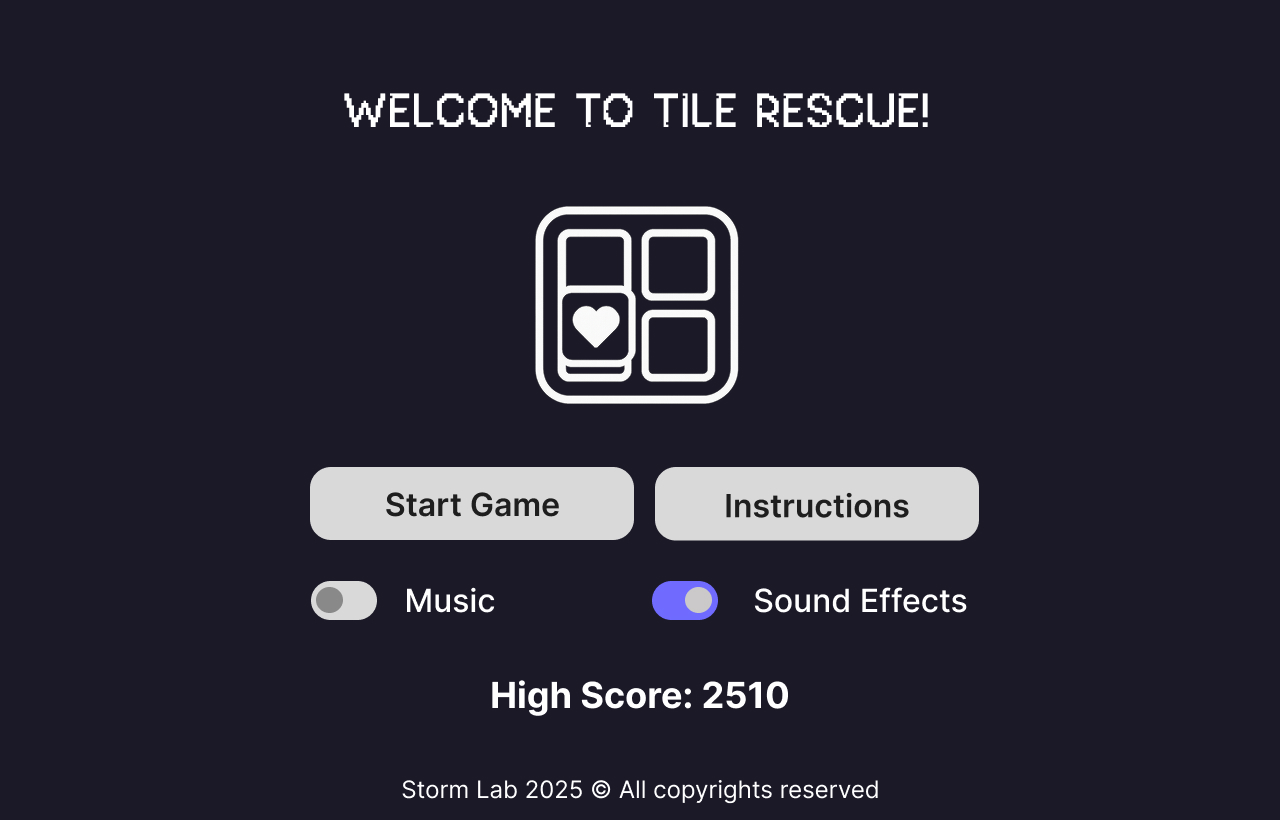 WELCOME TO TILE RESCUE!
Start Game
Instructions
Music
Sound Effects
High Score: 2510
Storm Lab 2025 © All copyrights reserved